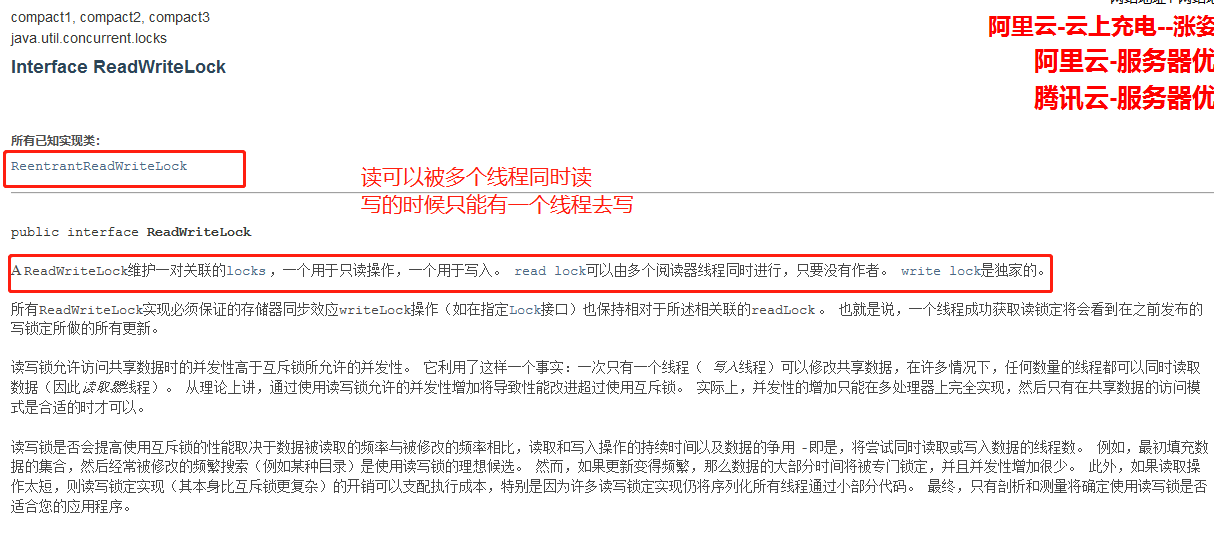 compact1, compact2, compact3
阿里云-云上充电--涨姿
java.util.concurrent.locks
Interface ReadWriteLock
阿里云-服务器优
腾讯云-服务器优
所有已知实现类:
ReentrantReadWriteLock
读可以被多个线程同时读
写的时候只能有一个线程去写
public interface ReadWriteLock
A ReadWriteLock维护一对关联的locks ，一个用于只读操作，一个用于写入。 read lock可以由多个阅读器线程同时进行，只要没有作者。 write lock是独家的。
所有ReadWriteLock实现必须保证的存储器同步效应writeLock操作（如在指定Lock接口）也保持相对于所述相关联的readLock 。 也就是说，一个线程成功获取读锁定将会看到在之前发布的
写锁定所做的所有更新。
读写锁允许访问共享数据时的并发性高于互斥锁所允许的并发性。 它利用了这样一个事实：一次只有一个线程（ 写入线程）可以修改共享数据，在许多情况下，任何数量的线程都可以同时读取
数据（因此读取器线程）。 从理论上讲，通过使用读写锁允许的并发性增加将导致性能改进超过使用互斥锁。 实际上，并发性的增加只能在多处理器上完全实现，然后只有在共享数据的访问模
式是合适的时才可以。
读写锁是否会提高使用互斥锁的性能取决于数据被读取的频率与被修改的频率相比，读取和写入操作的持续时间以及数据的争用 -即是，将尝试同时读取或写入数据的线程数。 例如，最初填充数
据的集合，然后经常被修改的频繁搜索（例如某种目录）是使用读写锁的理想候选。 然而，如果更新变得频繁，那么数据的大部分时间将被专门锁定，并且并发性增加很少。 此外，如果读取操
作太短，则读写锁定实现（其本身比互斥锁更复杂）的开销可以支配执行成本，特别是因为许多读写锁定实现仍将序列化所有线程通过小部分代码。 最终，只有剖析和测量将确定使用读写锁是否
适合您的应用程序。